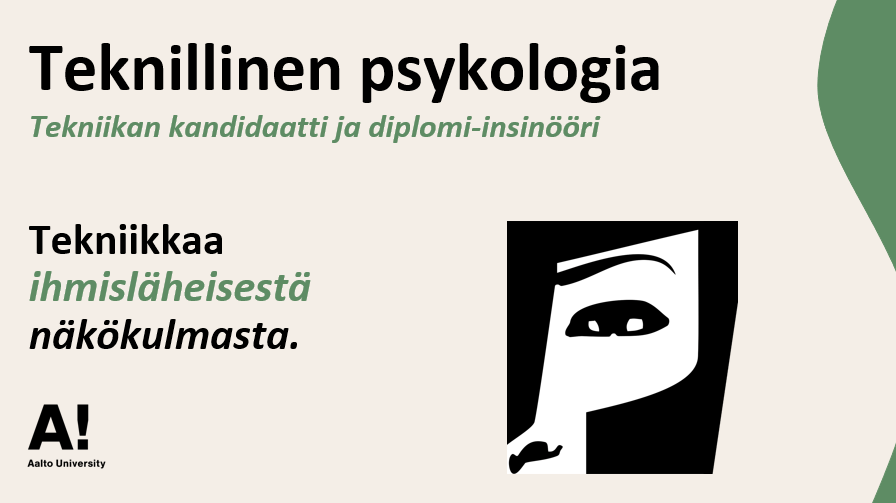 Teknillinen psykologia
Tekniikan kandidaatti ja diplomi-insinööri
Tekniikkaa
ihmisläheisestä
näkökulmasta.
A!
Aalto University